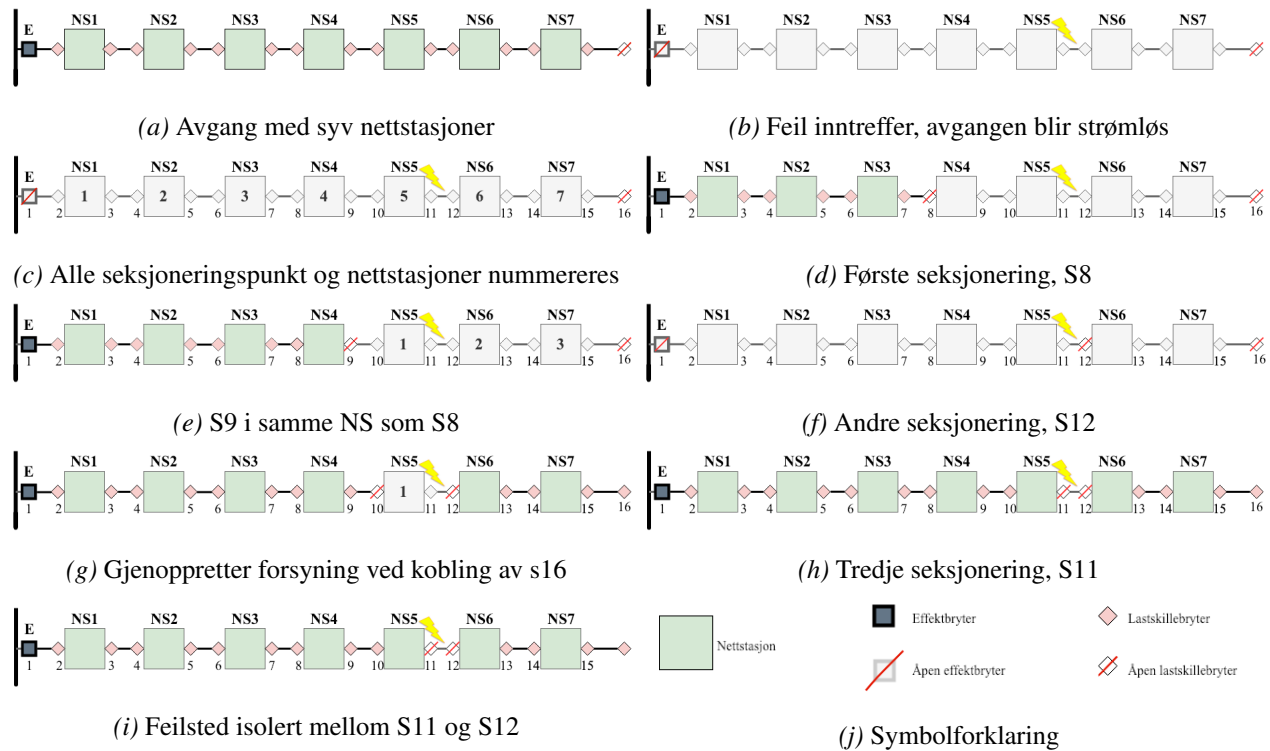 NS1 NS2 NS3 NS4 NS5 NS6 NS7
E
(a) Avgang med syv nettstasjoner
NS1 NS2 NS3 NS4 NS5 NS6 NS7
E
(b) Feil inntreffer, avgangen blir strømløs
NS1 NS2 NS3 NS4 NS5 NS6 NS7
E
1 2 3 4 5 6 7
1 2 3 4 5 6 7 8 9 10 11 12 13 14 15 16
(c) Alle seksjoneringspunkt og nettstasjoner nummereres
NS1 NS2 NS3 NS4 NS5 NS6 NS7
E
1 2 3 4 5 6 7 8 9 10 11 12 13 14 15 16
(d) Første seksjonering, S8
NS1 NS2 NS3 NS4 NS5 NS6 NS7
E
1 2 3
1 2 3 4 5 6 7 8 9 10 11 12 13 14 15 16
(e) S9 i samme NS som S8
NS1 NS2 NS3 NS4 NS5 NS6 NS7
E
1 2 3 4 5 6 7 8 9 10 11 12 13 14 15 16
(f) Andre seksjonering, S12
NS1 NS2 NS3 NS4 NS5 NS6 NS7
E
1
1 2 3 4 5 6 7 8 9 10 11 12 13 14 15 16
(g) Gjenoppretter forsyning ved kobling av s16
NS1 NS2 NS3 NS4 NS5 NS6 NS7
E
1 2 3 4 5 6 7 8 9 10 11 12 13 14 15 16
(h) Tredje seksjonering, S11
NS1 NS2 NS3 NS4 NS5 NS6 NS7
E
1 2 3 4 5 6 7 8 9 10 11 12 13 14 15
(i) Feilsted isolert mellom S11 og S12
Nettstasjon
Effektbryter
Lastskillebryter
Åpen effektbryter
Åpen lastskillebryter
(j) Symbolforklaring